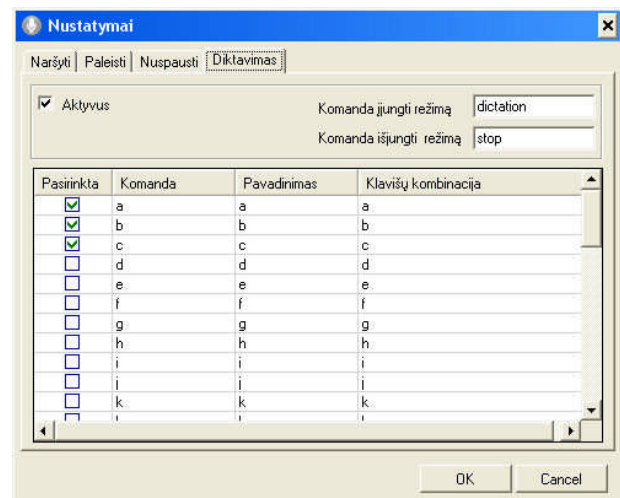 Nustatymai
Naršyti Paleisti Nuspausti Diktavimas
Aktyvus
Komanda įjungti režimą dictation
Komanda išjungti režimą stop
Pasirinkta Komanda Pavadinimas Klavišų kombinacija
a a a
b b b
c c c
d d d
e e e
f f f
g g g
h h h
i i i
j j j
k k k
OK Cancel